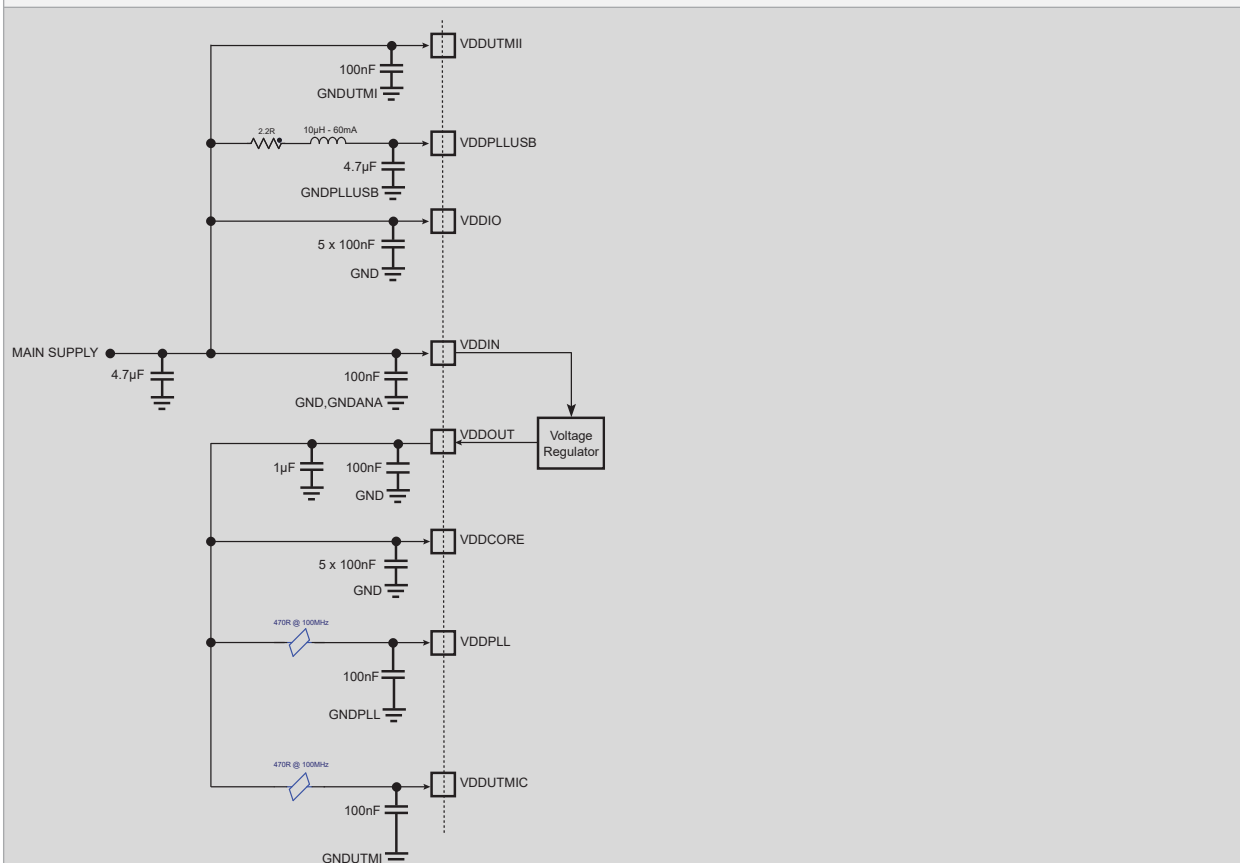 VDDUTMII
100nF
GNDUTMI
2.2R
10µH - 60mA
VDDPLLUSB
4.7µF
GNDPLLUSB
VDDIO
5 x 100nF
GND
MAIN SUPPLY
VDDIN
4.7µF
100nF
GND,GNDANA
VDDOUT
Voltage
Regulator
1µF
100nF
GND
VDDCORE
5 x 100nF
GND
470R @ 100MHz
VDDPLL
100nF
GNDPLL
470R @ 100MHz
VDDUTMIC
100nF
GNDUTMI